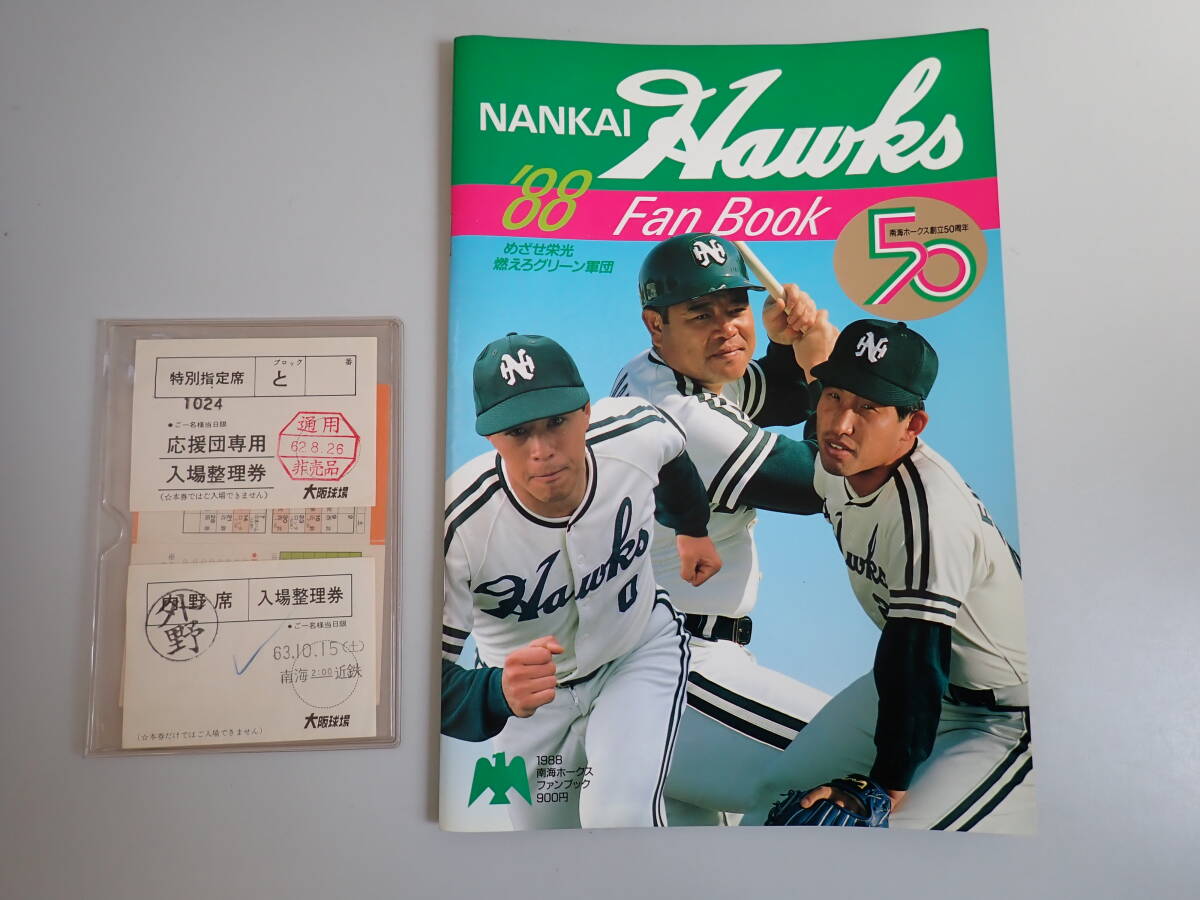 NANKAI Hawks
'88 Fan Book
めざせ栄光
燃えろグリーン軍団
南海ホークス創立50周年
50
NH
NH
NH
Hawks
0
1988
南海ホークス
ファンブック
900円
特別指定席
ブロック
と
番
1024
●ご一名様当日限
応援団専用
入場整理券
通用
62.8.26
非売品
(☆本券ではご入場できません)
大阪球場
内野席
入場整理券
外野
●ご一名様当日限
63.10.15(土)
南海 2:00 近鉄
大阪球場
(☆本券だけではご入場できません)